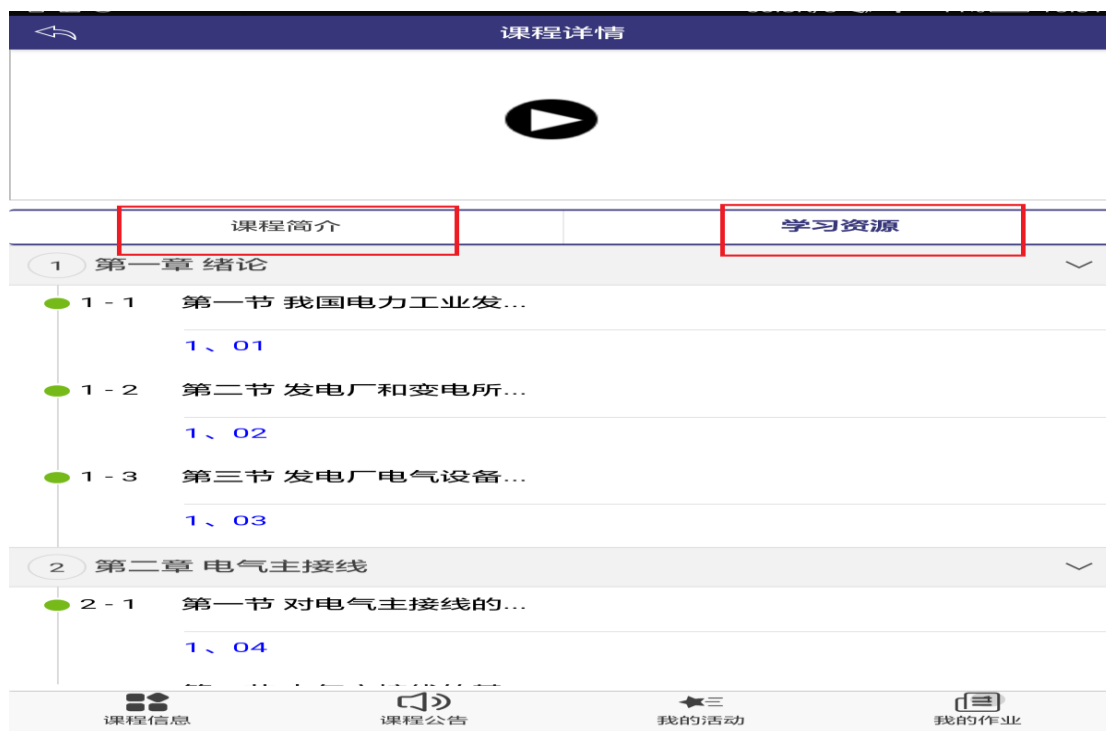 课程详情
课程简介 学习资源
1 第一章 绪论
1-1 第一节 我国电力工业发...
1、01
1-2 第二节 发电厂和变电所...
1、02
1-3 第三节 发电厂电气设备...
1、03
2 第二章 电气主接线
2-1 第一节 对电气主接线的...
1、04
课程信息 课程公告 我的活动 我的作业